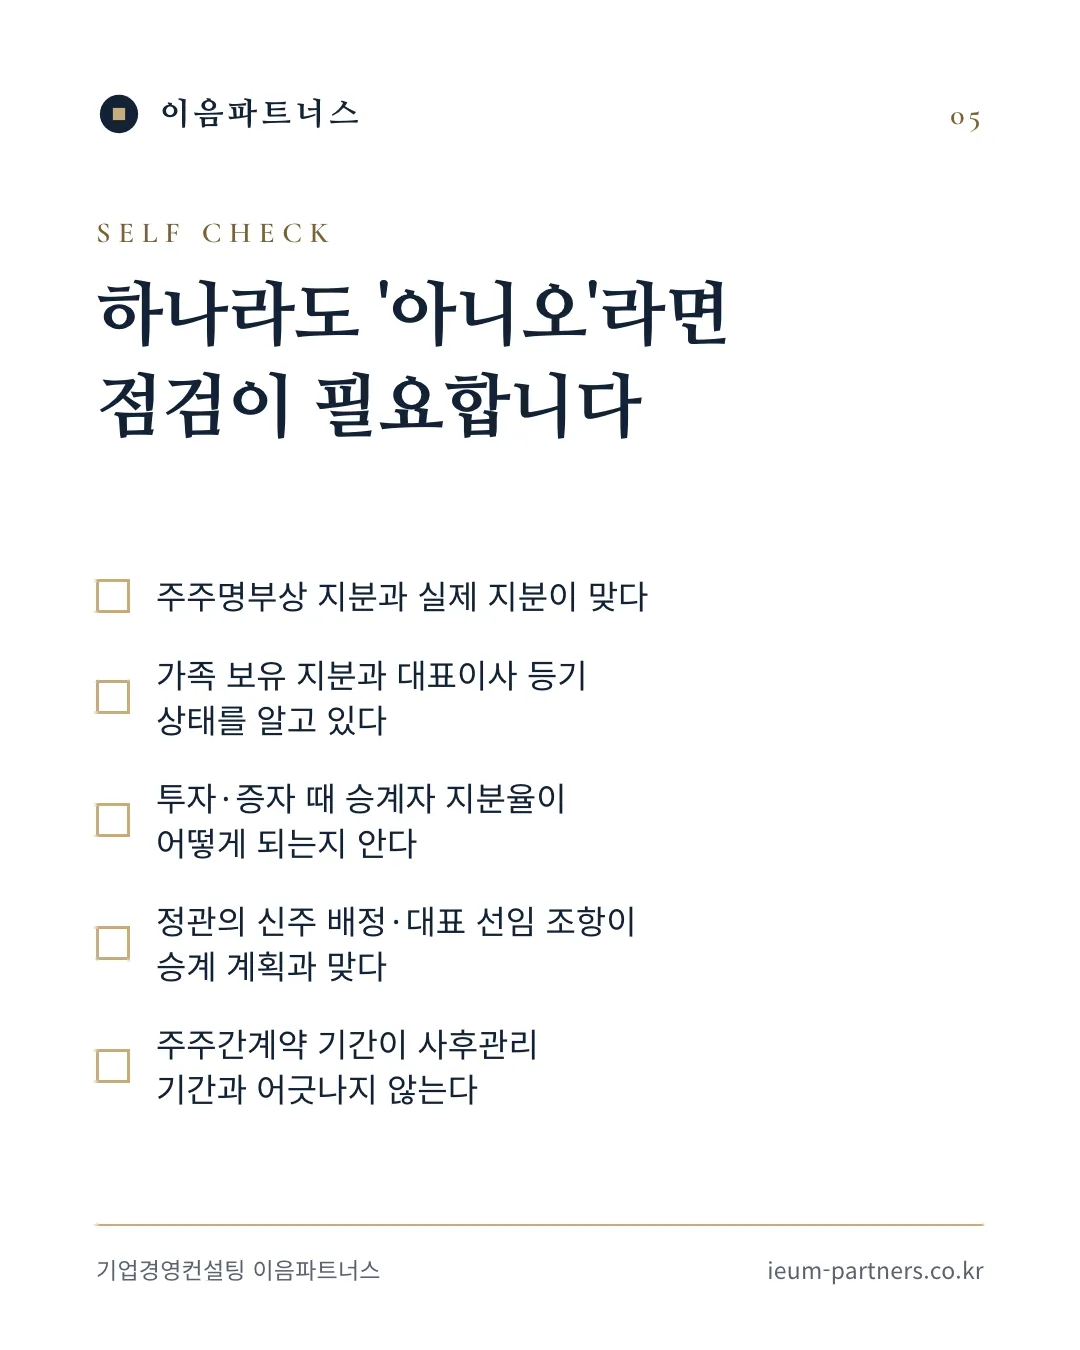 이음파트너스
05
SELF CHECK
하나라도 '아니오'라면
점검이 필요합니다
주주명부상 지분과 실제 지분이 맞다
가족 보유 지분과 대표이사 등기
상태를 알고 있다
투자·증자 때 승계자 지분율이
어떻게 되는지 안다
정관의 신주 배정·대표 선임 조항이
승계 계획과 맞다
주주간계약 기간이 사후관리
기간과 어긋나지 않는다
기업경영컨설팅 이음파트너스
ieum-partners.co.kr